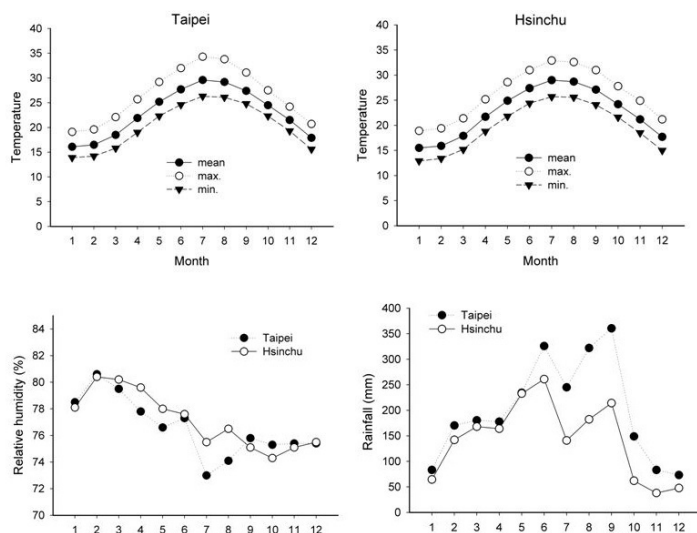 Taipei
Temperature
40
35
30
25
20
15
10
5
0
mean
max.
min.
1 2 3 4 5 6 7 8 9 10 11 12
Month
Hsinchu
Temperature
40
35
30
25
20
15
10
5
0
mean
max.
min.
1 2 3 4 5 6 7 8 9 10 11 12
Month
Relative humidity (%)
84
82
80
78
76
74
72
70
Taipei
Hsinchu
1 2 3 4 5 6 7 8 9 10 11 12
Rainfall (mm)
400
350
300
250
200
150
100
50
0
Taipei
Hsinchu
1 2 3 4 5 6 7 8 9 10 11 12